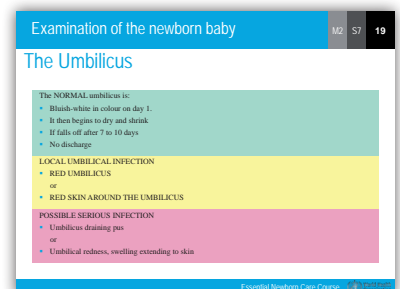 Examination of the newborn baby
M2 S7 19
The Umbilicus
The NORMAL umbilicus is:
• Bluish-white in colour on day 1.
• It then begins to dry and shrink
• If falls off after 7 to 10 days
• No discharge
LOCAL UMBILICAL INFECTION
• RED UMBILICUS
or
• RED SKIN AROUND THE UMBILICUS
POSSIBLE SERIOUS INFECTION
• Umbilicus draining pus
or
• Umbilical redness, swelling extending to skin
Essential Newborn Care Course